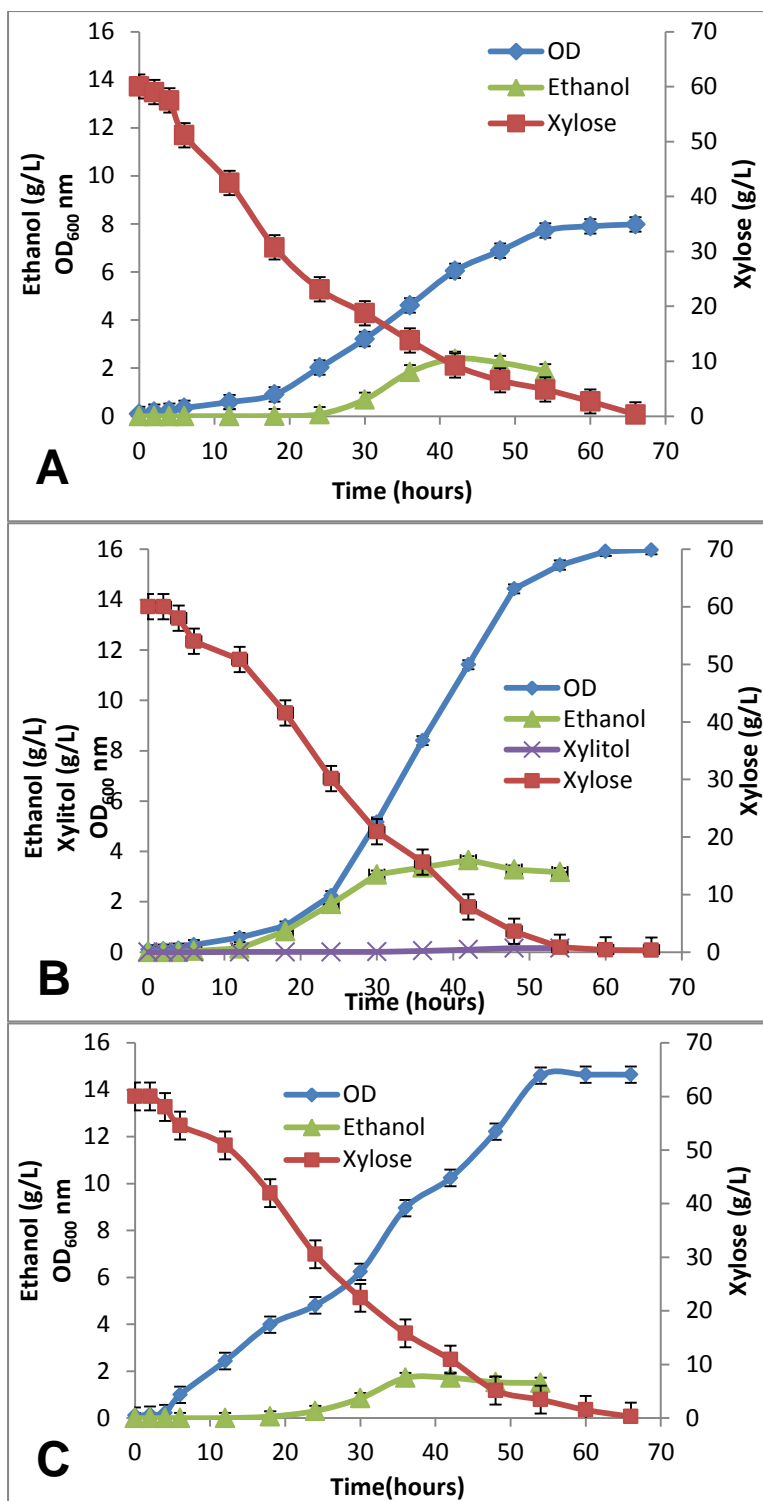 16
14
12
10
8
6
4
2
0
Ethanol (g/L)
OD600 nm
70
60
50
40
30
20
10
0
Xylose (g/L)
OD
Ethanol
Xylose
0 10 20 30 40 50 60 70
Time (hours)
A
16
14
12
10
8
6
4
2
0
Ethanol (g/L)
Xylitol (g/L)
OD600 nm
70
60
50
40
30
20
10
0
Xylose (g/L)
OD
Ethanol
Xylitol
Xylose
0 10 20 30 40 50 60 70
Time (hours)
B
16
14
12
10
8
6
4
2
0
Ethanol (g/L)
OD600 nm
70
60
50
40
30
20
10
0
Xylose (g/L)
OD
Ethanol
Xylose
0 10 20 30 40 50 60 70
Time(hours)
C